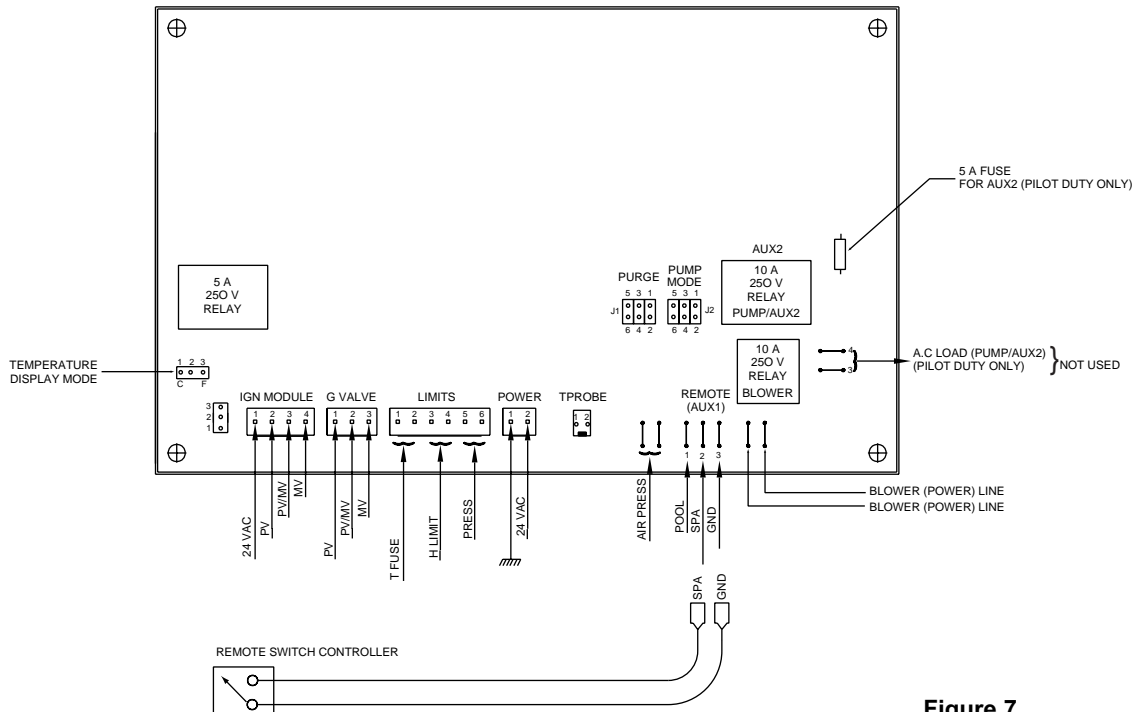 5 A FUSE
FOR AUX2 (PILOT DUTY ONLY)
AUX2
10 A
25O V
RELAY
PUMP/AUX2
PURGE
5 3 1
J1
6 4 2
PUMP
MODE
5 3 1
J2
6 4 2
5 A
25O V
RELAY
10 A
25O V
RELAY
BLOWER
4
3
A.C LOAD (PUMP/AUX2)
(PILOT DUTY ONLY)
} NOT USED
TEMPERATURE
DISPLAY MODE
1 2 3
C F
3
2
1
IGN MODULE
1 2 3 4
G VALVE
1 2 3
LIMITS
1 2 3 4 5 6
POWER
1 2
TPROBE
1 2
REMOTE
(AUX1)
1 2 3
24 VAC
PV
PV/MV
MV
PV
PV/MV
MV
T FUSE
H LIMIT
PRESS
24 VAC
AIR PRESS
POOL
SPA
GND
BLOWER (POWER) LINE
BLOWER (POWER) LINE
SPA
GND
REMOTE SWITCH CONTROLLER
Figure 7